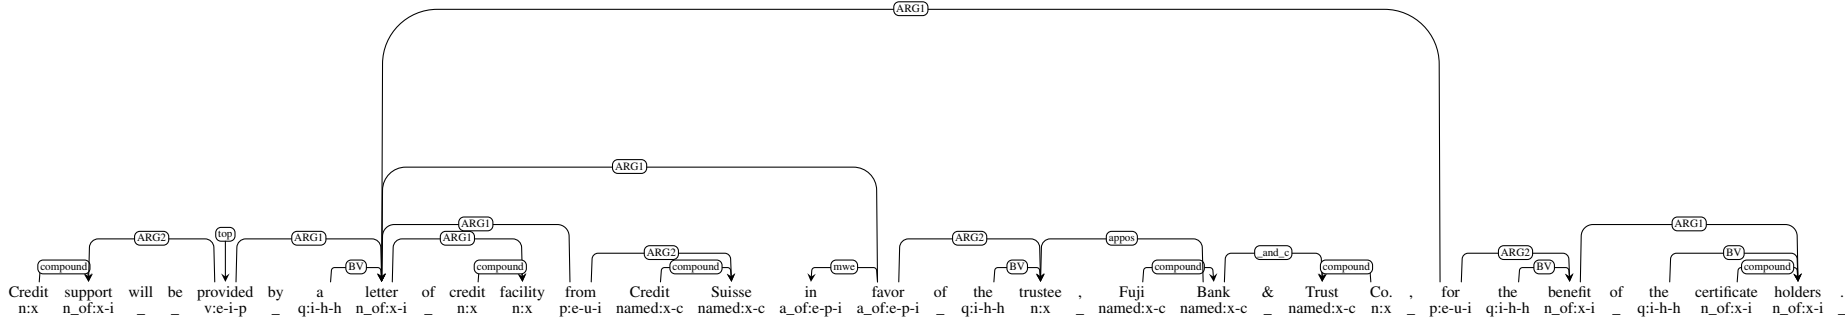 ARG1
ARG1
ARG1
ARG2 top ARG1 ARG1 ARG2 appos ARG1
ARG2 _and_c ARG2 BV
compound BV compound compound mwe BV compound compound BV compound
Credit support will be provided by a letter of credit facility from Credit Suisse in favor of the trustee , Fuji Bank & Trust Co. , for the benefit of the certificate holders .
n:x n_of:x-i _ _ v:e-i-p _ q:i-h-h n_of:x-i _ n:x n:x p:e-u-i named:x-c named:x-c a_of:e-p-i a_of:e-p-i _ q:i-h-h n:x _ named:x-c named:x-c _ named:x-c n:x _ p:e-u-i q:i-h-h n_of:x-i _ q:i-h-h n_of:x-i n_of:x-i _